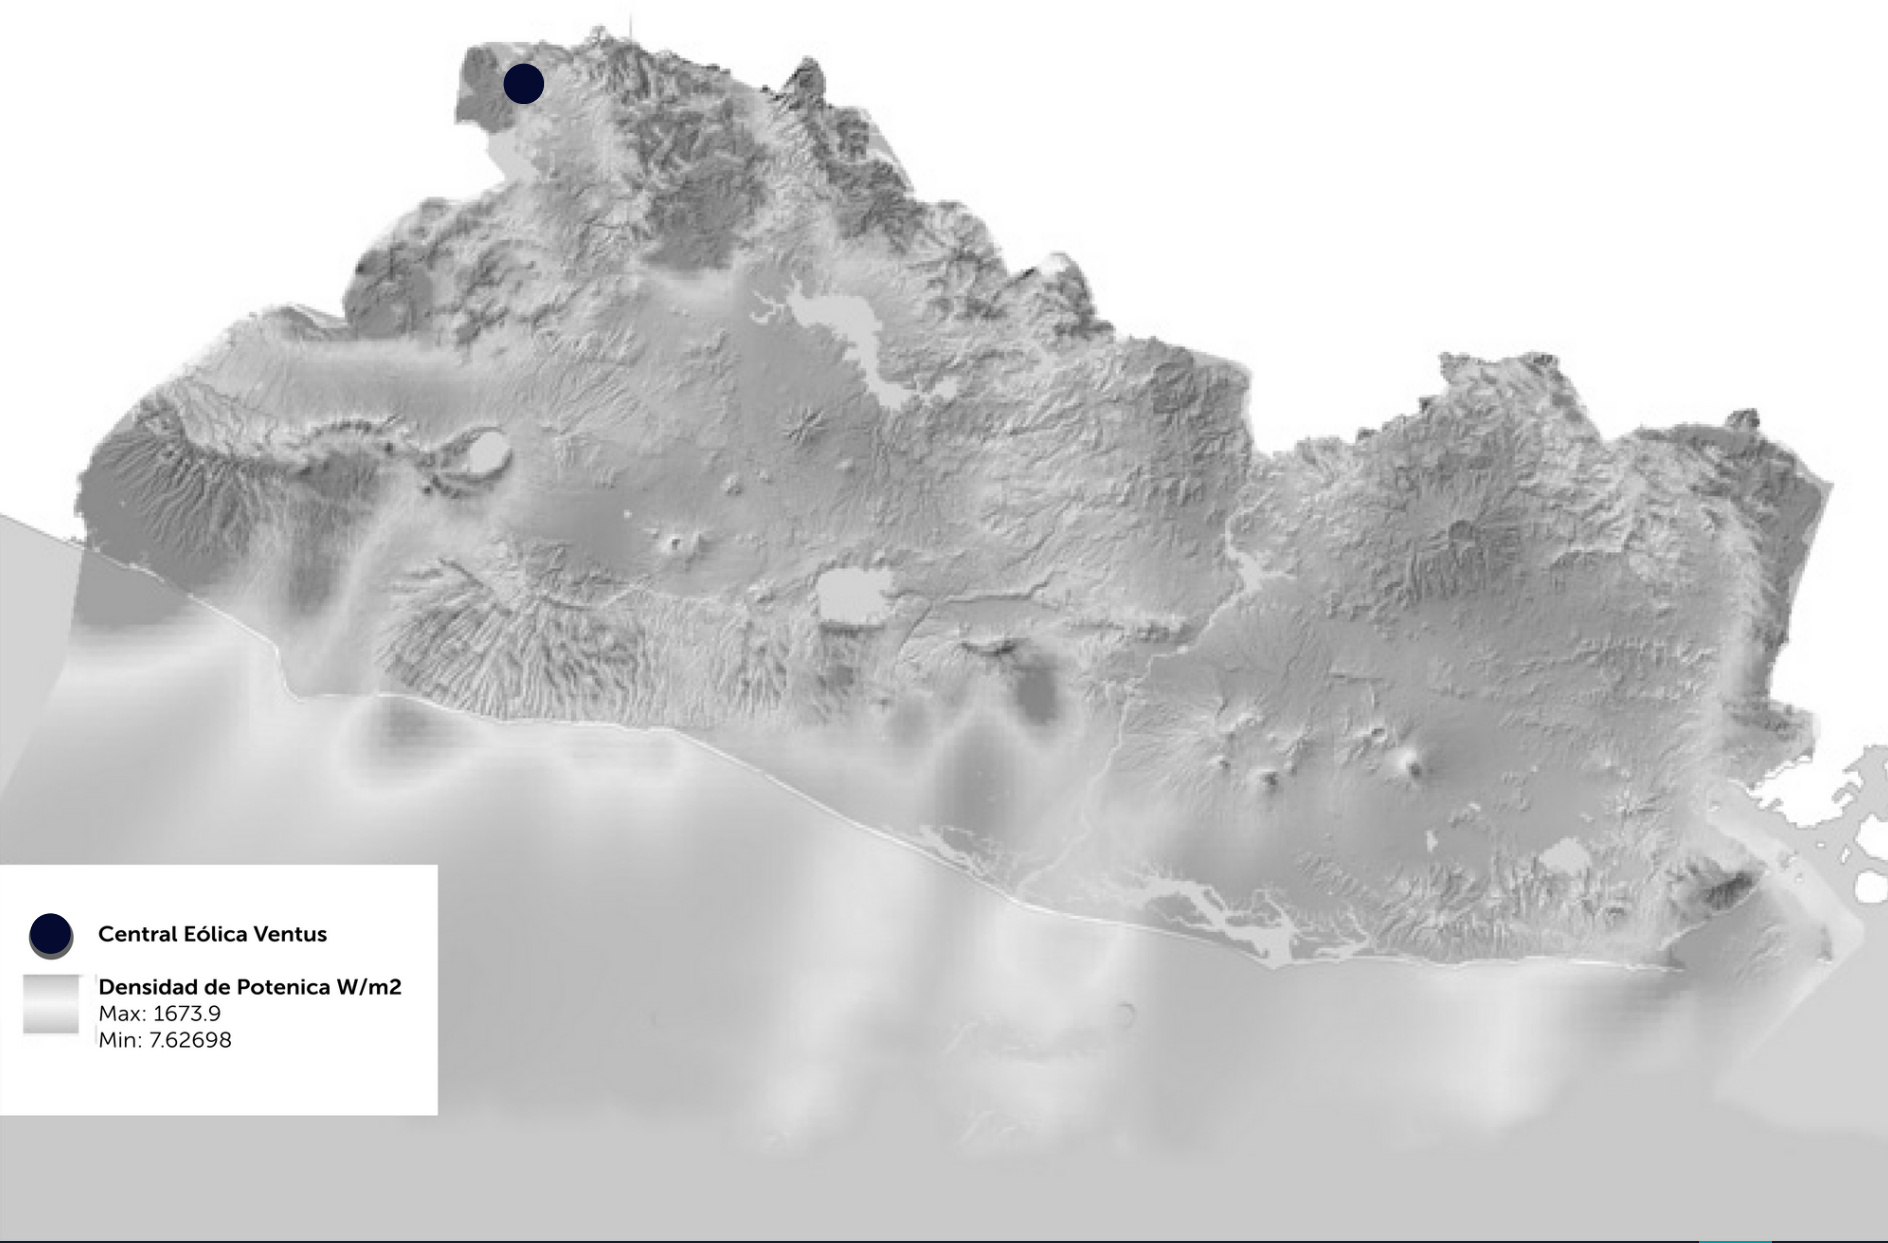 Central Eólica Ventus
Densidad de Potenica W/m2
Max: 1673.9
Min: 7.62698